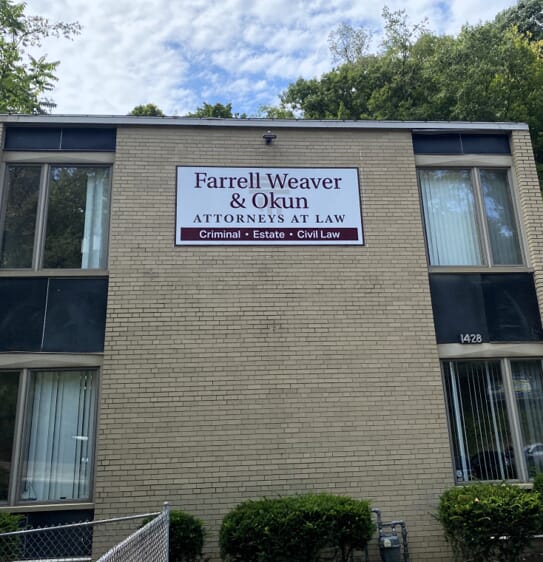 Farrell Weaver
& Okun
ATTORNEYS AT LAW
Criminal • Estate • Civil Law
1428